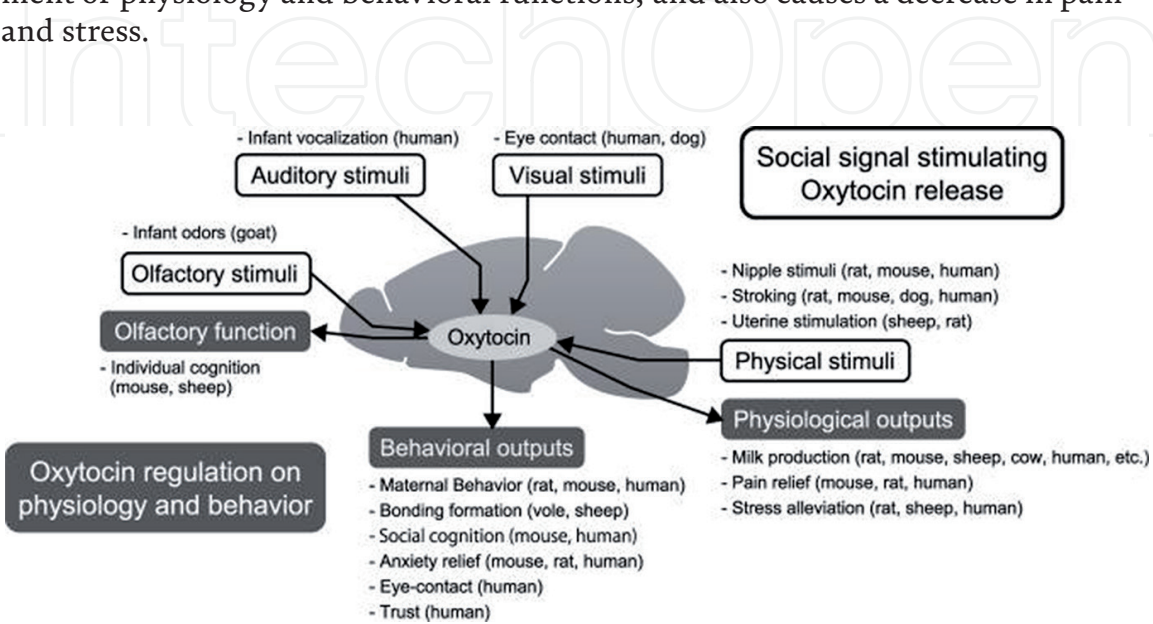 ment of physiology and behavioral functions, and also causes a decrease in pain
and stress.
IntechOpen
- Infant vocalization (human)
Auditory stimuli
- Eye contact (human, dog)
Visual stimuli
Social signal stimulating
Oxytocin release
- Infant odors (goat)
Olfactory stimuli
Olfactory function
- Individual cognition
(mouse, sheep)
Oxytocin
- Nipple stimuli (rat, mouse, human)
- Stroking (rat, mouse, dog, human)
- Uterine stimulation (sheep, rat)
Physical stimuli
Physiological outputs
- Milk production (rat, mouse, sheep, cow, human, etc.)
- Pain relief (mouse, rat, human)
- Stress alleviation (rat, sheep, human)
Behavioral outputs
- Maternal Behavior (rat, mouse, human)
- Bonding formation (vole, sheep)
- Social cognition (mouse, human)
- Anxiety relief (mouse, rat, human)
- Eye-contact (human)
- Trust (human)
Oxytocin regulation on
physiology and behavior